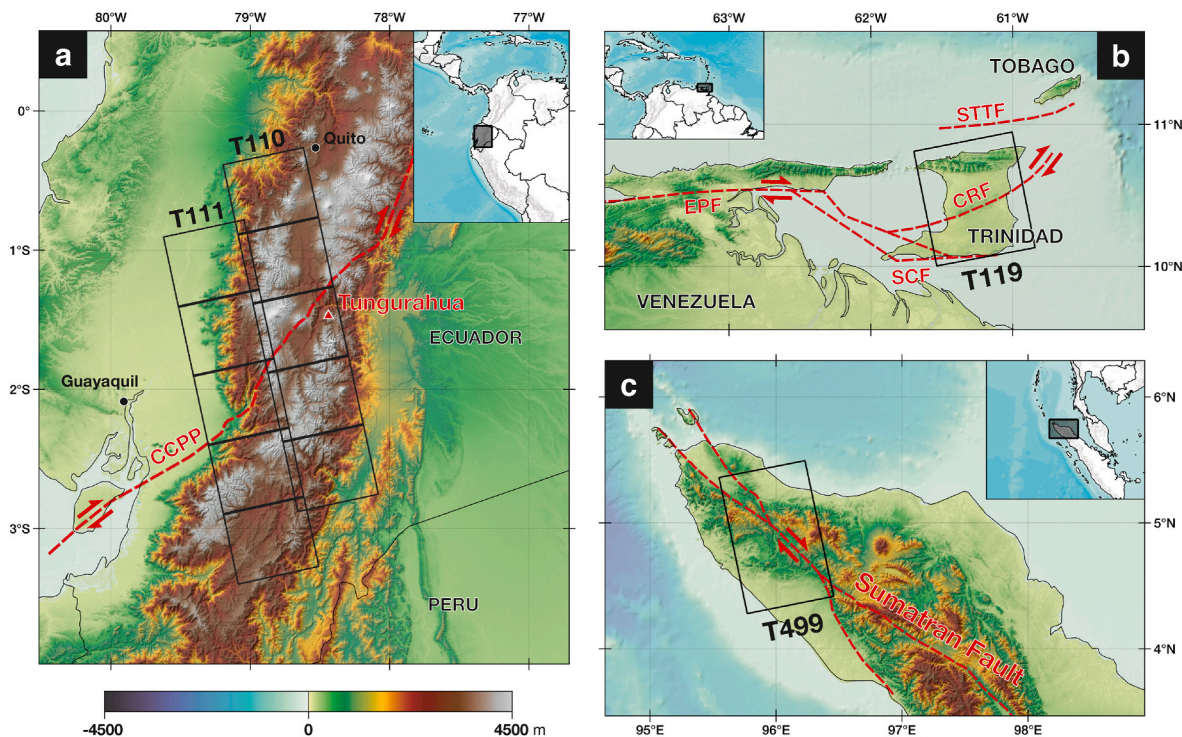 80°W
79°W
78°W
77°W
a
0°
1°S
2°S
3°S
T110
Quito
T111
Tungurahua
ECUADOR
Guayaquil
CCPP
PERU
-4500
0
4500 m
63°W
62°W
61°W
b
TOBAGO
STTF
11°N
EPF
CRF
TRINIDAD
10°N
SCF
T119
VENEZUELA
c
6°N
5°N
4°N
Sumatran Fault
T499
95°E
96°E
97°E
98°E